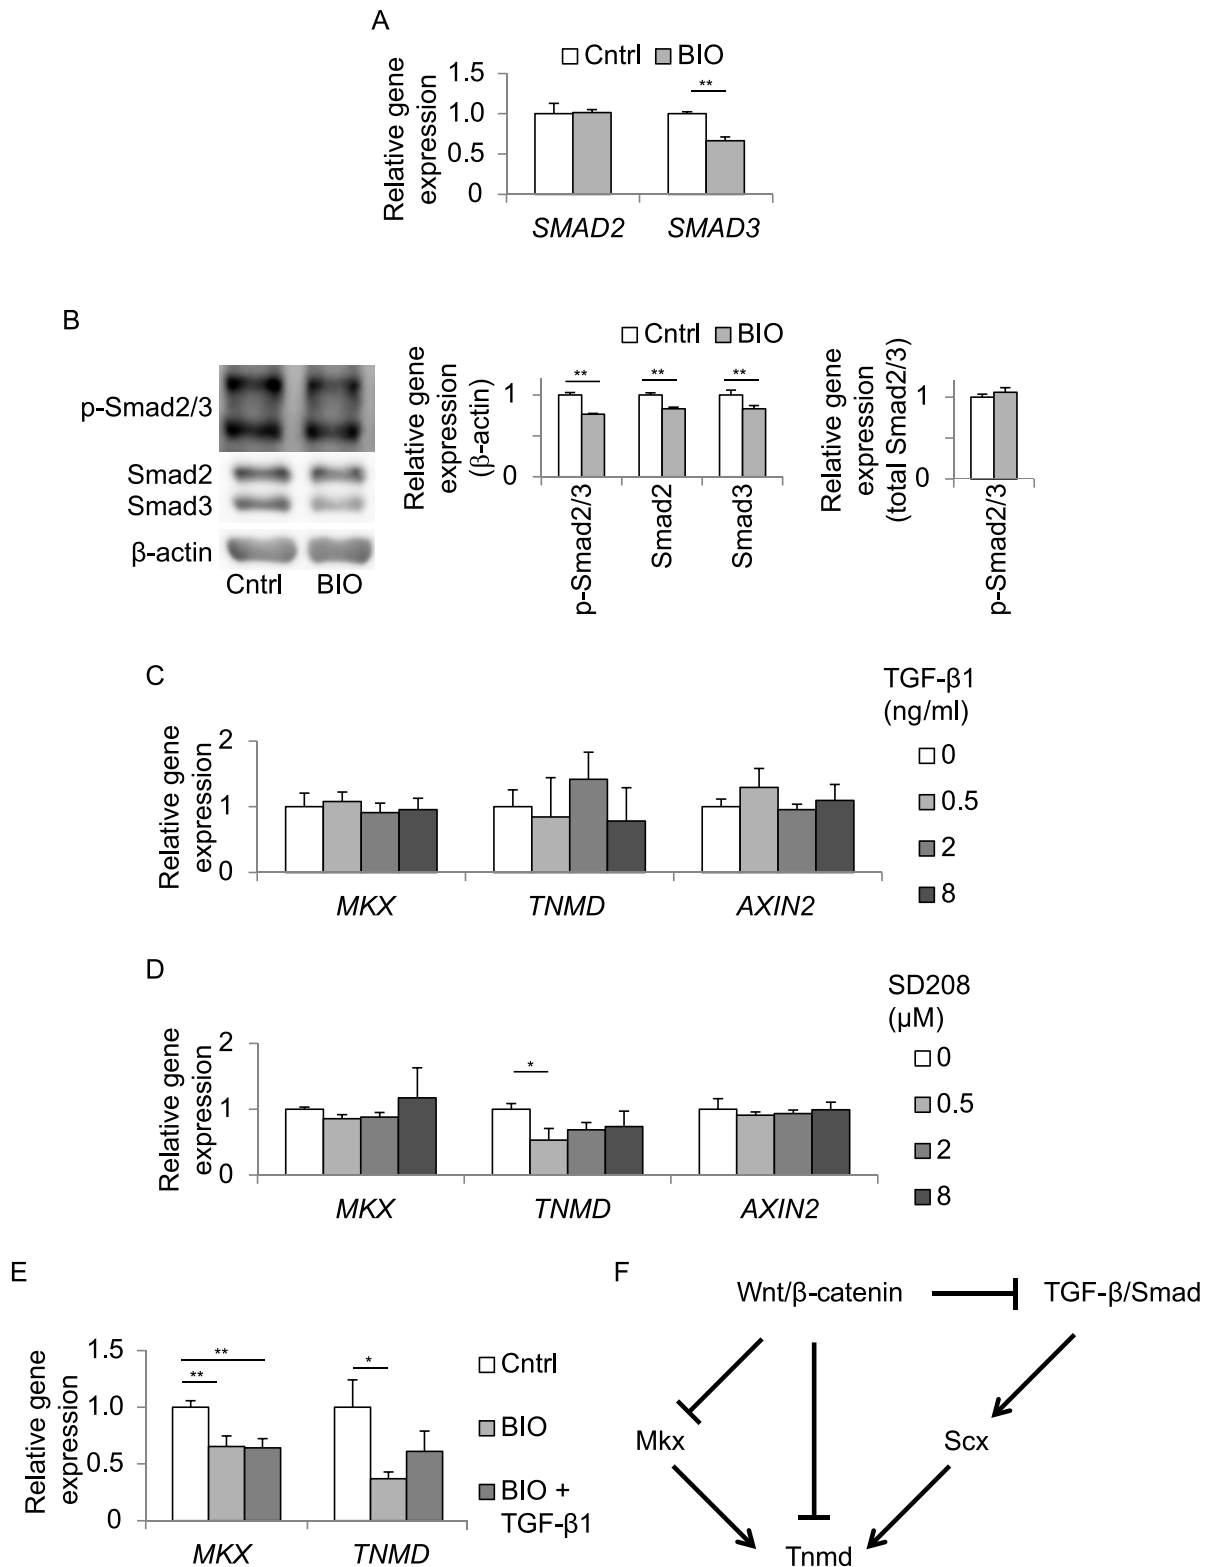 A
Cntrl BIO
Relative gene
expression
1.5
1.0
0.5
0
**
SMAD2 SMAD3
B
p-Smad2/3
Smad2
Smad3
β-actin
Cntrl BIO
Cntrl BIO
Relative gene
expression
(β-actin)
1
0
** ** **
p-Smad2/3
Smad2
Smad3
Relative gene
expression
(total Smad2/3)
1
0
p-Smad2/3
C
Relative gene
expression
2
1
0
MKX TNMD AXIN2
TGF-β1
(ng/ml)
0
0.5
2
8
D
Relative gene
expression
2
1
0
*
MKX TNMD AXIN2
SD208
(μM)
0
0.5
2
8
E
Relative gene
expression
1.5
1.0
0.5
0
**
**
*
MKX TNMD
Cntrl
BIO
BIO +
TGF-β1
F
Wnt/β-catenin TGF-β/Smad
Mkx Scx
Tnmd